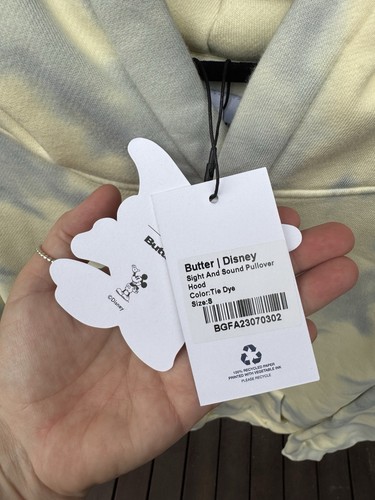 Butter | Disney
Sight And Sound Pullover
Hood
Color:Tie Dye
Size:S
BGFA23070302
100% RECYCLED PAPER
PRINTED WITH VEGETABLE INK
PLEASE RECYCLE
Butte
©Disney